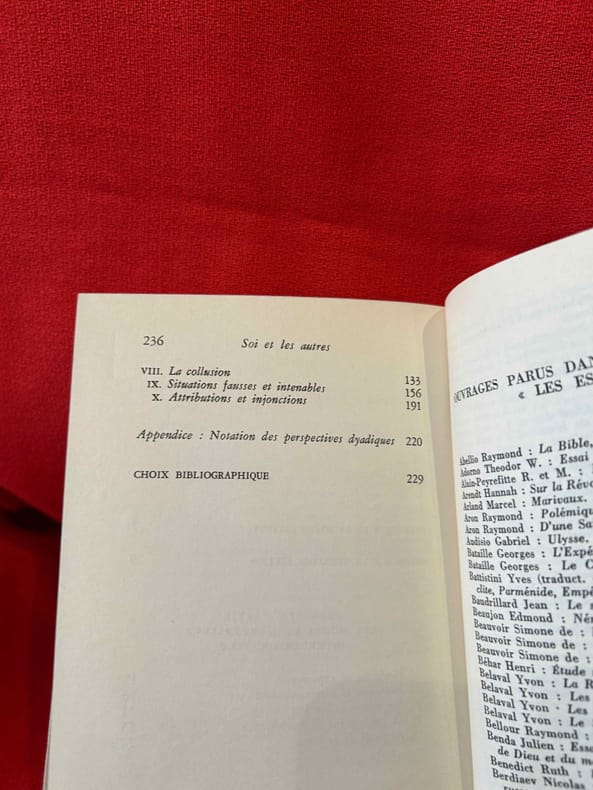 236 Soi et les autres
VIII. La collusion 133
IX. Situations fausses et intenables 156
X. Attributions et injonctions 191
Appendice : Notation des perspectives dyadiques 220
CHOIX BIBLIOGRAPHIQUE 229
OUVRAGES PARUS DAN
« LES ES
Abellio Raymond : La Bible,
Adorno Theodor W. : Essai
Alain-Peyrefitte R. et M. :
Arendt Hannah : Sur la Révo
Arland Marcel : Marivaux.
Aron Raymond : Polémiqu
Aron Raymond : D'une Sa
Audisio Gabriel : Ulysse,
Bataille Georges : L'Expé
Bataille Georges : Le C
Battistini Yves (traduct.
clite, Parménide, Empé
Baudrillard Jean : Le
Beaujon Edmond : Né
Beauvoir Simone de :
Beauvoir Simone de :
Beauvoir Simone de :
Béhar Henri : Étude
Belaval Yvon : La R
Belaval Yvon : Les
Belaval Yvon · Les
Belaval Yvon : Le
Bellour Raymond :
Benda Julien : Essa
de Dieu et du m
Benedict Ruth :
Berdiaev Nicolas